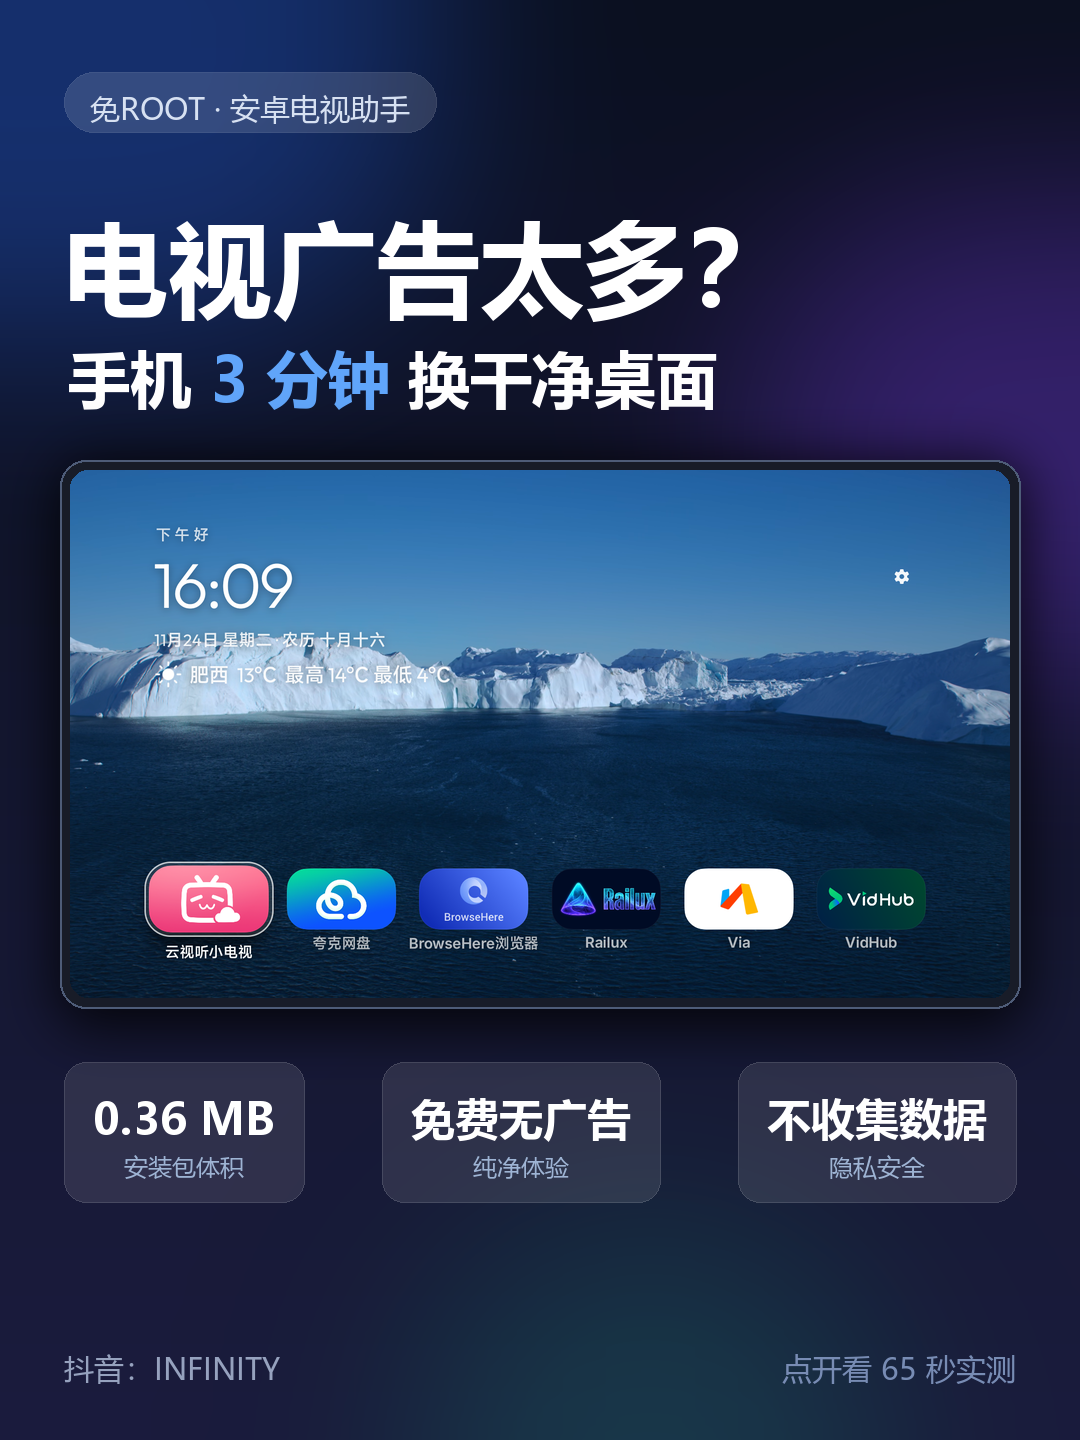 免ROOT · 安卓电视助手
电视广告太多？
手机 3 分钟 换干净桌面
下午好
16:09
11月24日 星期二 · 农历 十月十六
肥西 13°C 最高 14°C 最低 4°C
BrowseHere
Railux
VidHub
云视听小电视
夸克网盘
BrowseHere浏览器
Railux
Via
VidHub
0.36 MB
安装包体积
免费无广告
纯净体验
不收集数据
隐私安全
抖音：INFINITY
点开看 65 秒实测